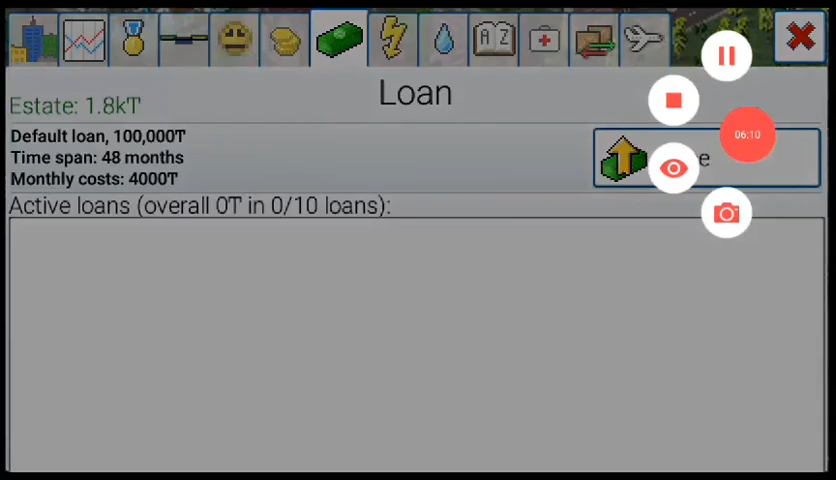 A Z
Loan
Estate: 1.8kT
Default loan, 100,000T
Time span: 48 months
Monthly costs: 4000T
06:10
Active loans (overall 0T in 0/10 loans):